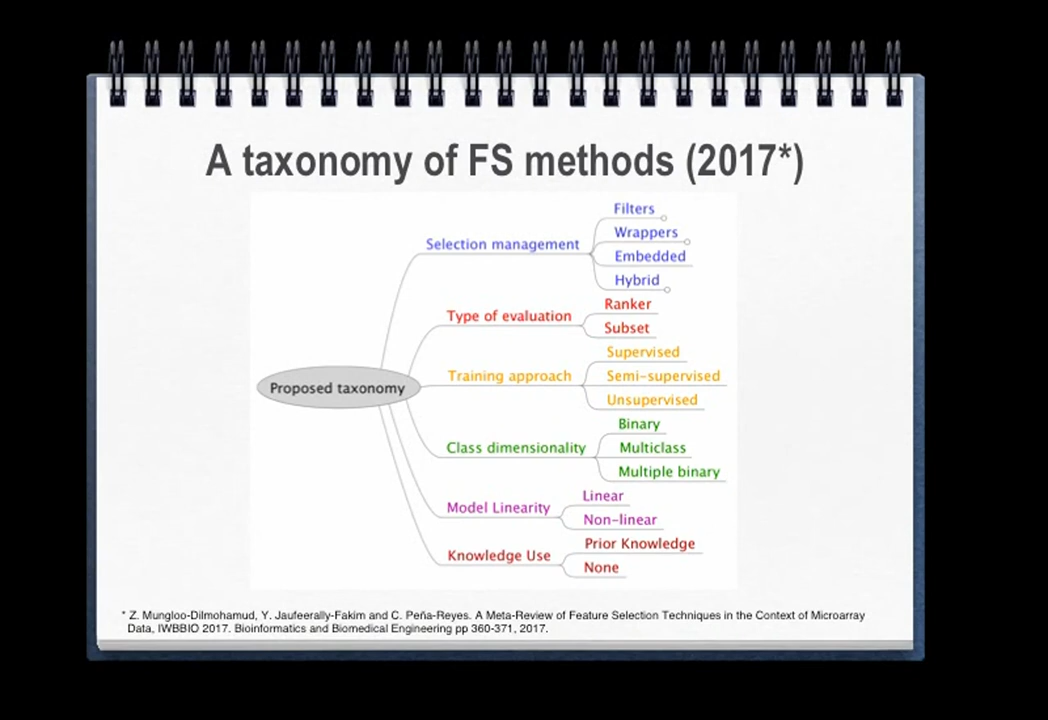 A taxonomy of FS methods (2017*)
Proposed taxonomy
Selection management
Filters
Wrappers
Embedded
Hybrid
Type of evaluation
Ranker
Subset
Training approach
Supervised
Semi-supervised
Unsupervised
Class dimensionality
Binary
Multiclass
Multiple binary
Model Linearity
Linear
Non-linear
Knowledge Use
Prior Knowledge
None
* Z. Mungloo-Dilmohamud, Y. Jaufeerally-Fakim and C. Peña-Reyes. A Meta-Review of Feature Selection Techniques in the Context of Microarray
Data, IWBBIO 2017. Bioinformatics and Biomedical Engineering pp 360-371, 2017.